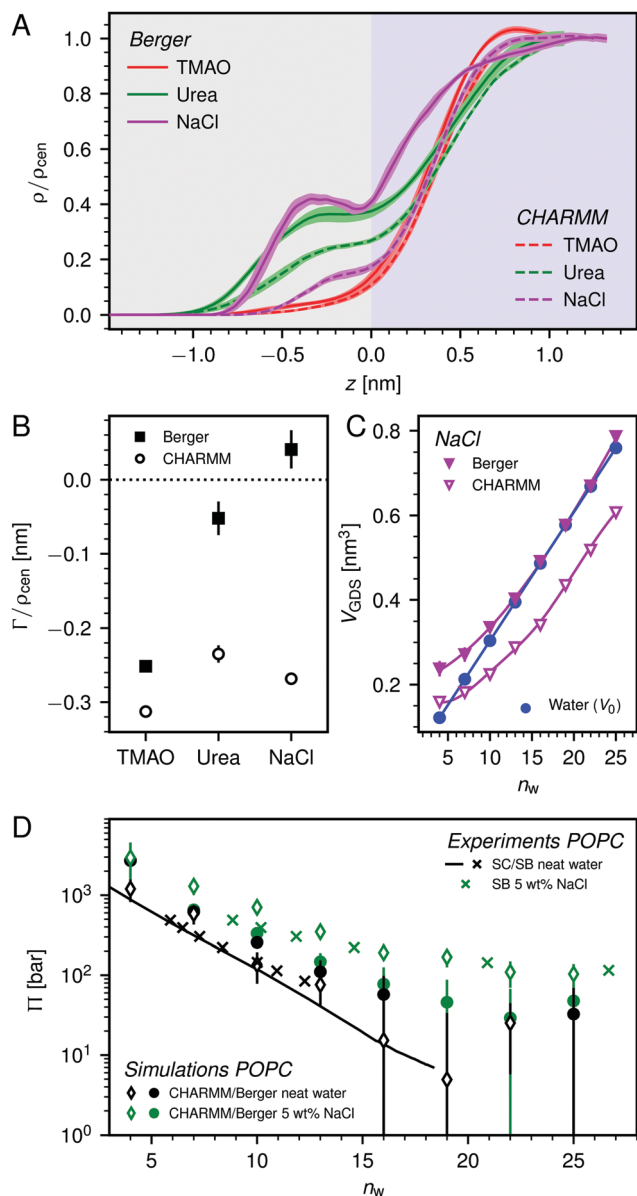 A
Berger
TMAO
Urea
NaCl
CHARMM
TMAO
Urea
NaCl
ρ/ρcen
1.0
0.8
0.6
0.4
0.2
0.0
−1.0 −0.5 0.0 0.5 1.0
z [nm]
B
Berger
CHARMM
Γ/ρcen [nm]
0.0
−0.1
−0.2
−0.3
TMAO Urea NaCl
C
NaCl
Berger
CHARMM
Water (V0)
VGDS [nm3]
0.8
0.6
0.4
0.2
5 10 15 20 25
nw
D
Experiments POPC
SC/SB neat water
SB 5 wt% NaCl
Simulations POPC
CHARMM/Berger neat water
CHARMM/Berger 5 wt% NaCl
Π [bar]
10³
10²
10¹
10⁰
5 10 15 20 25
nw